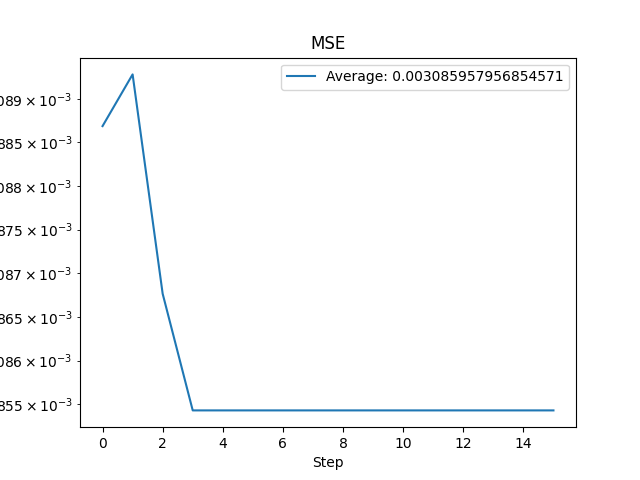 MSE
Average: 0.003085957956854571
089 × 10⁻³
885 × 10⁻³
088 × 10⁻³
875 × 10⁻³
087 × 10⁻³
865 × 10⁻³
086 × 10⁻³
855 × 10⁻³
0 2 4 6 8 10 12 14
Step